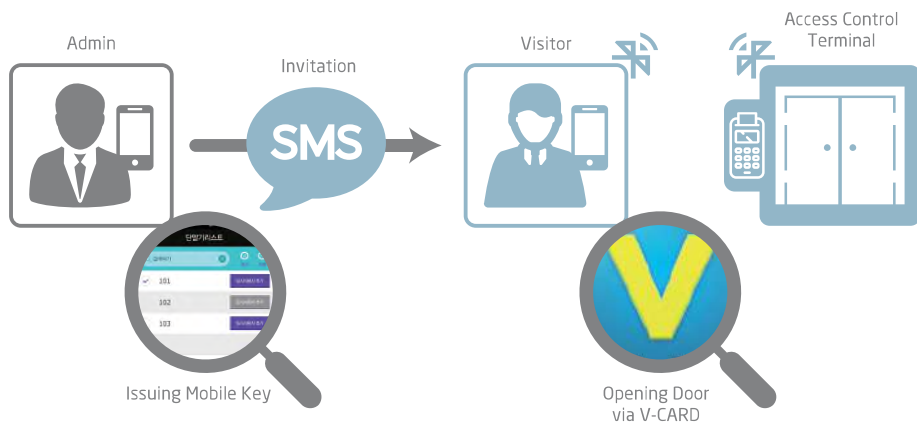 Admin
Invitation
SMS
Visitor
Access Control
Terminal
단말기리스트
101
102
103
Issuing Mobile Key
V
Opening Door
via V-CARD